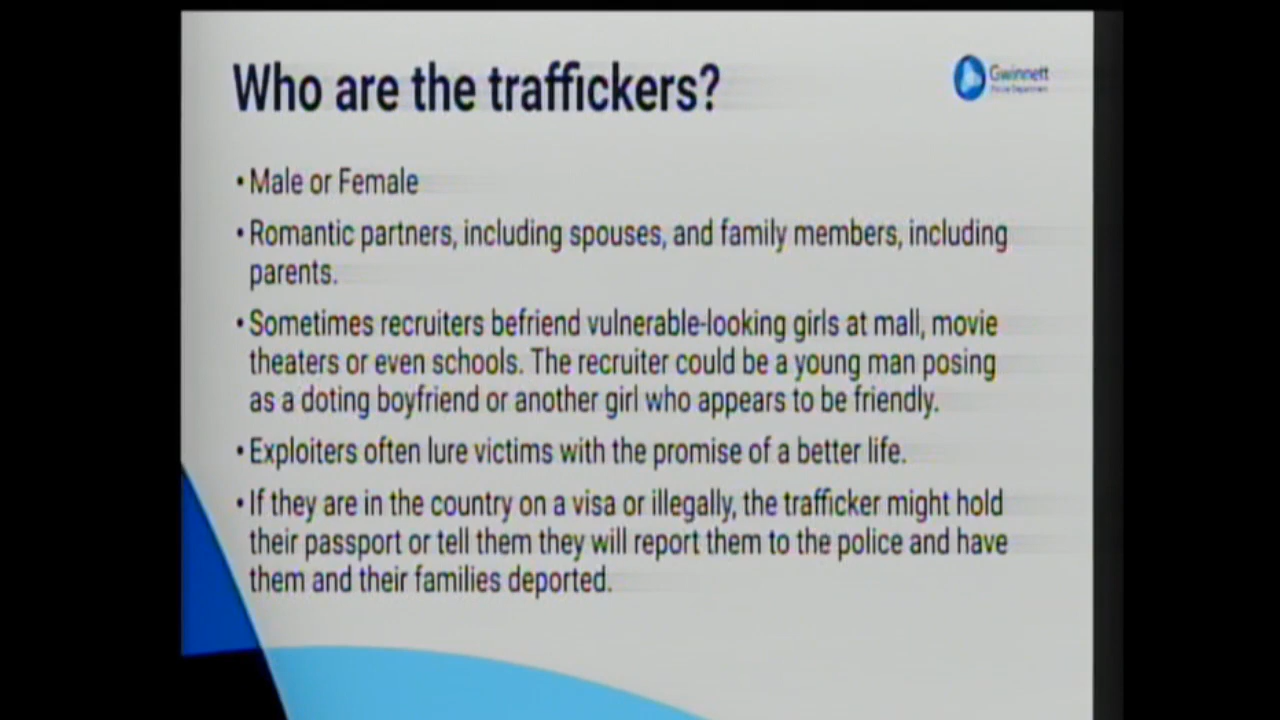 Who are the traffickers?
Gwinnett
Police Department
• Male or Female
• Romantic partners, including spouses, and family members, including
parents.
• Sometimes recruiters befriend vulnerable-looking girls at mall, movie
theaters or even schools. The recruiter could be a young man posing
as a doting boyfriend or another girl who appears to be friendly.
• Exploiters often lure victims with the promise of a better life.
• If they are in the country on a visa or illegally, the trafficker might hold
their passport or tell them they will report them to the police and have
them and their families deported.